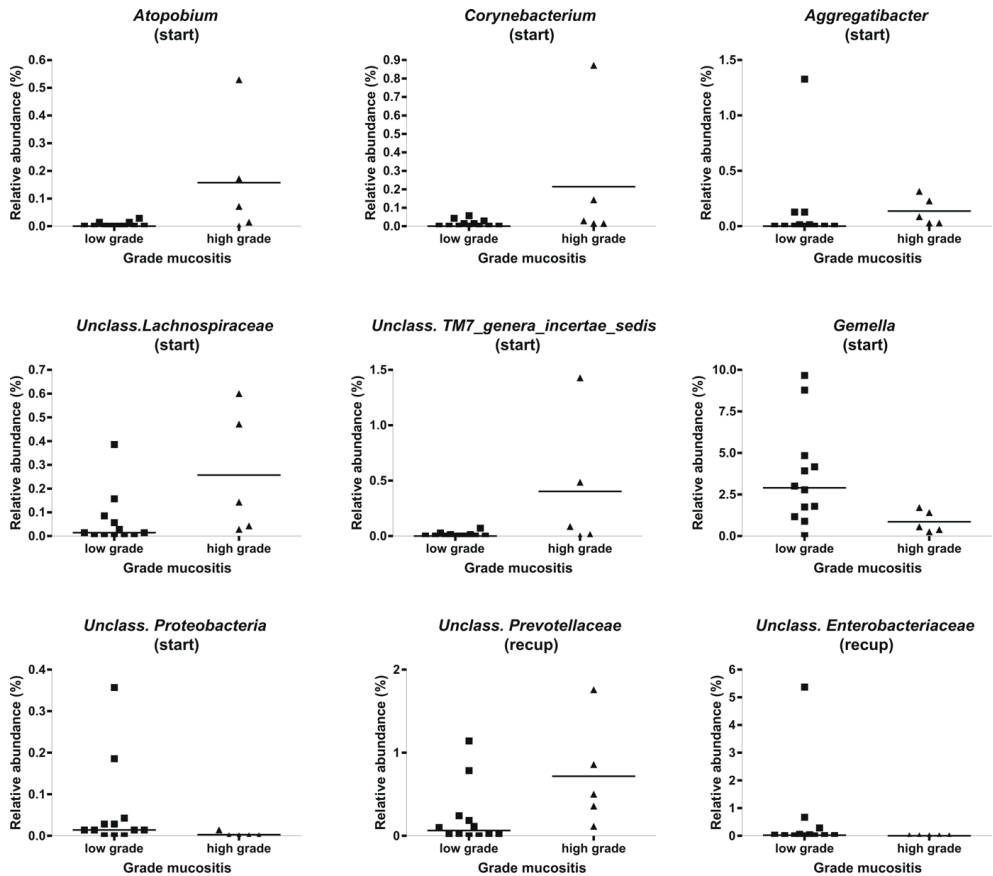 Atopobium
(start)
Relative abundance (%)
0.6
0.5
0.4
0.3
0.2
0.1
0.0
low grade
high grade
Grade mucositis
Corynebacterium
(start)
Relative abundance (%)
0.9
0.8
0.7
0.6
0.5
0.4
0.3
0.2
0.1
0.0
low grade
high grade
Grade mucositis
Aggregatibacter
(start)
Relative abundance (%)
1.5
1.0
0.5
0.0
low grade
high grade
Grade mucositis
Unclass.Lachnospiraceae
(start)
Relative abundance (%)
0.7
0.6
0.5
0.4
0.3
0.2
0.1
0.0
low grade
high grade
Grade mucositis
Unclass. TM7_genera_incertae_sedis
(start)
Relative abundance (%)
1.5
1.0
0.5
0.0
low grade
high grade
Grade mucositis
Gemella
(start)
Relative abundance (%)
10.0
7.5
5.0
2.5
0.0
low grade
high grade
Grade mucositis
Unclass. Proteobacteria
(start)
Relative abundance (%)
0.4
0.3
0.2
0.1
0.0
low grade
high grade
Grade mucositis
Unclass. Prevotellaceae
(recup)
Relative abundance (%)
2
1
0
low grade
high grade
Grade mucositis
Unclass. Enterobacteriaceae
(recup)
Relative abundance (%)
6
5
4
3
2
1
0
low grade
high grade
Grade mucositis